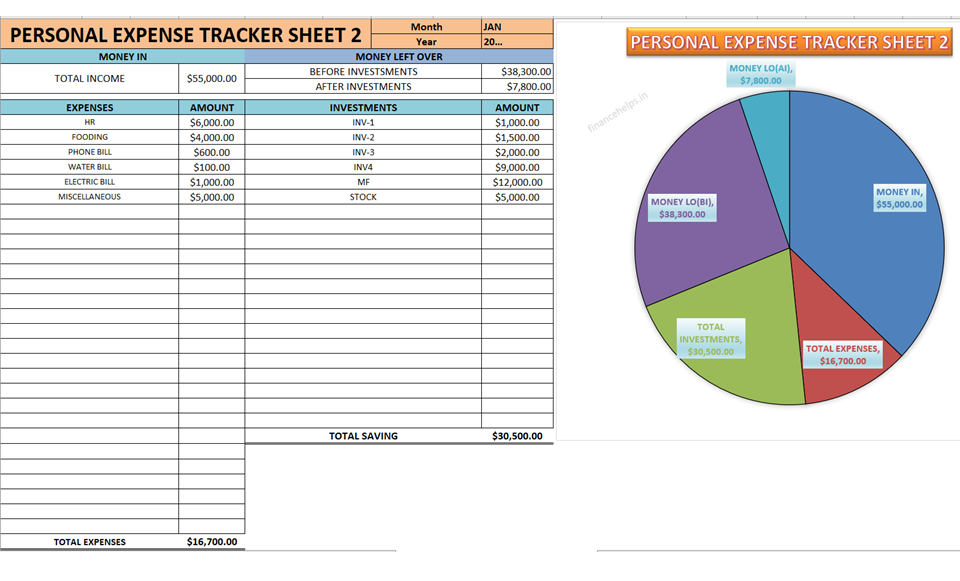 PERSONAL EXPENSE TRACKER SHEET 2
Month JAN
Year 20...
MONEY IN MONEY LEFT OVER
TOTAL INCOME $55,000.00
BEFORE INVESTSMENTS $38,300.00
AFTER INVESTMENTS $7,800.00
EXPENSES AMOUNT INVESTMENTS AMOUNT
HR $6,000.00 INV-1 $1,000.00
FOODING $4,000.00 INV-2 $1,500.00
PHONE BILL $600.00 INV-3 $2,000.00
WATER BILL $100.00 INV4 $9,000.00
ELECTRIC BILL $1,000.00 MF $12,000.00
MISCELLANEOUS $5,000.00 STOCK $5,000.00
TOTAL SAVING $30,500.00
TOTAL EXPENSES $16,700.00
PERSONAL EXPENSE TRACKER SHEET 2
financehelps.in
MONEY LO(AI),
$7,800.00
MONEY IN,
$55,000.00
MONEY LO(BI),
$38,300.00
TOTAL
INVESTMENTS,
$30,500.00
TOTAL EXPENSES,
$16,700.00